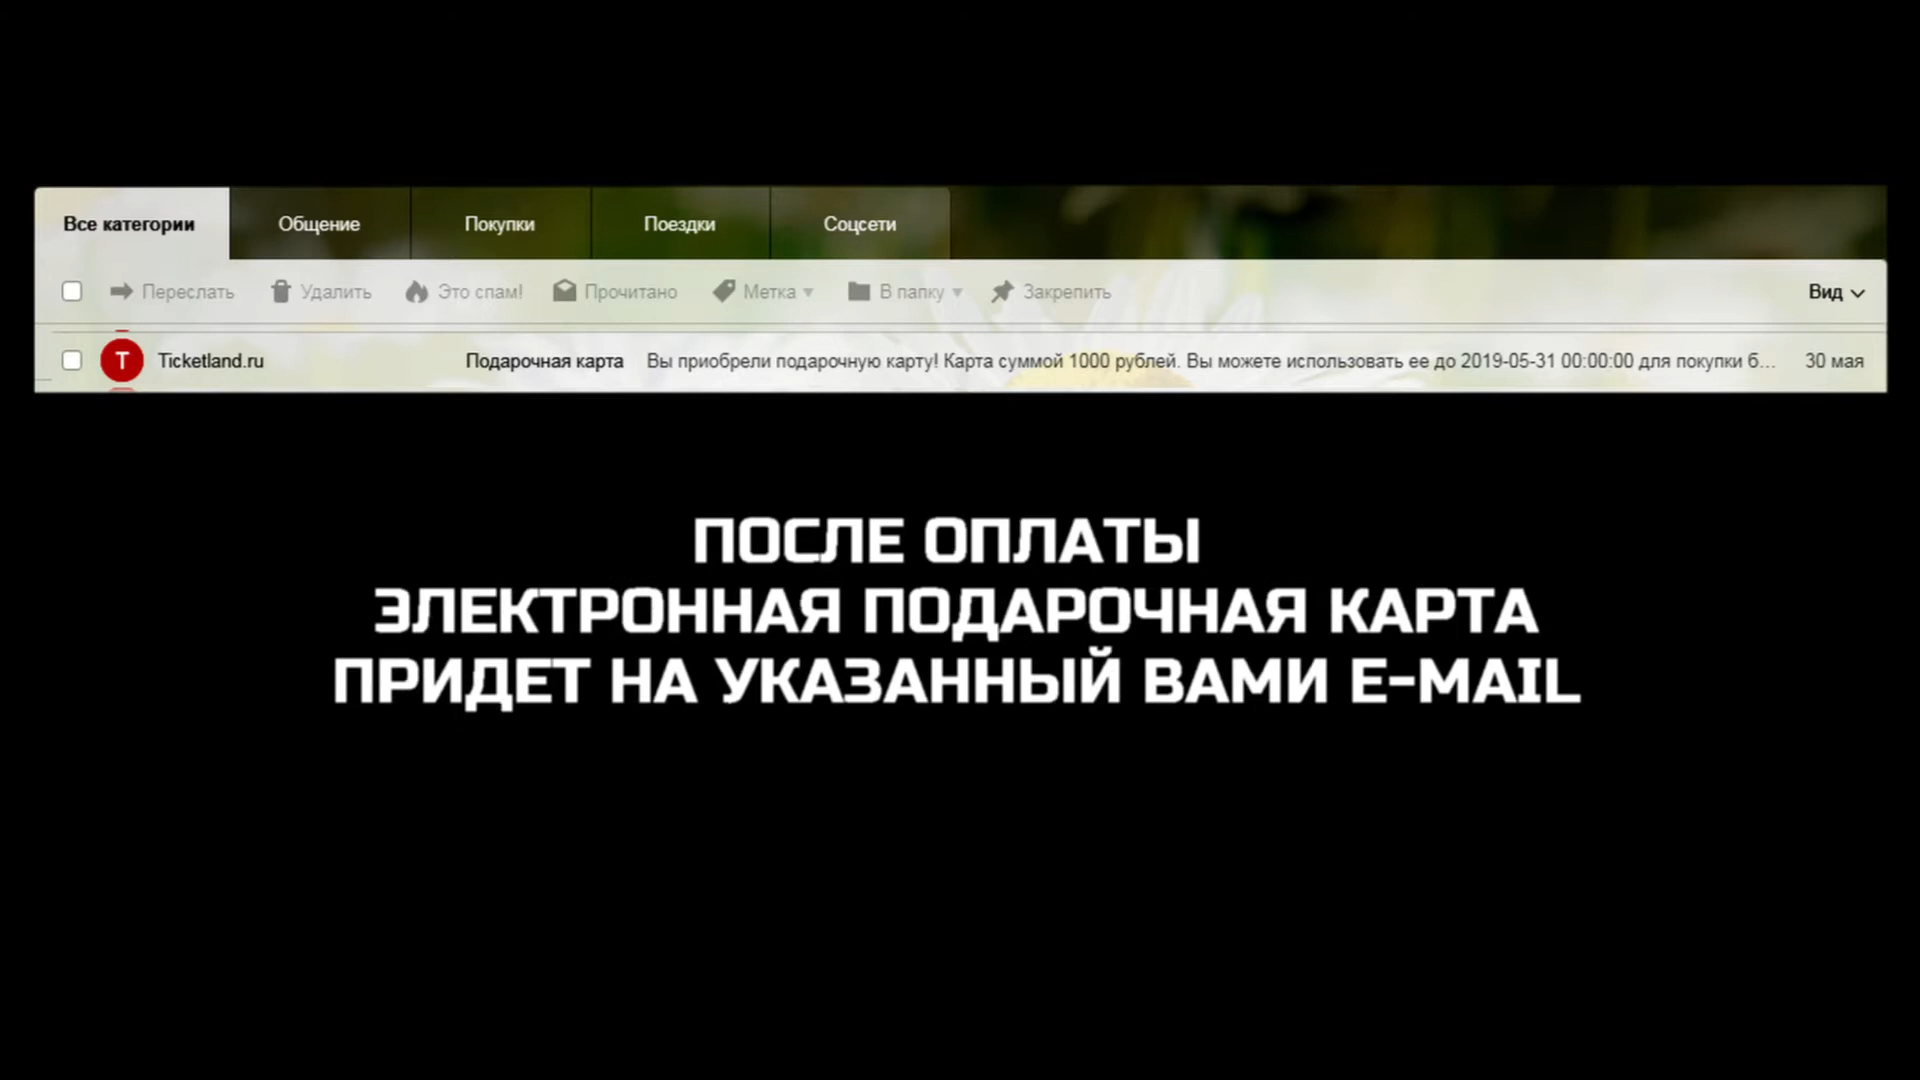 Все категории Общение Покупки Поездки Соцсети
Переслать Удалить Это спам! Прочитано Метка В папку Закрепить Вид
T Ticketland.ru Подарочная карта Вы приобрели подарочную карту! Карта суммой 1000 рублей. Вы можете использовать ее до 2019-05-31 00:00:00 для покупки б... 30 мая
ПОСЛЕ ОПЛАТЫ
ЭЛЕКТРОННАЯ ПОДАРОЧНАЯ КАРТА
ПРИДЕТ НА УКАЗАННЫЙ ВАМИ E-MAIL